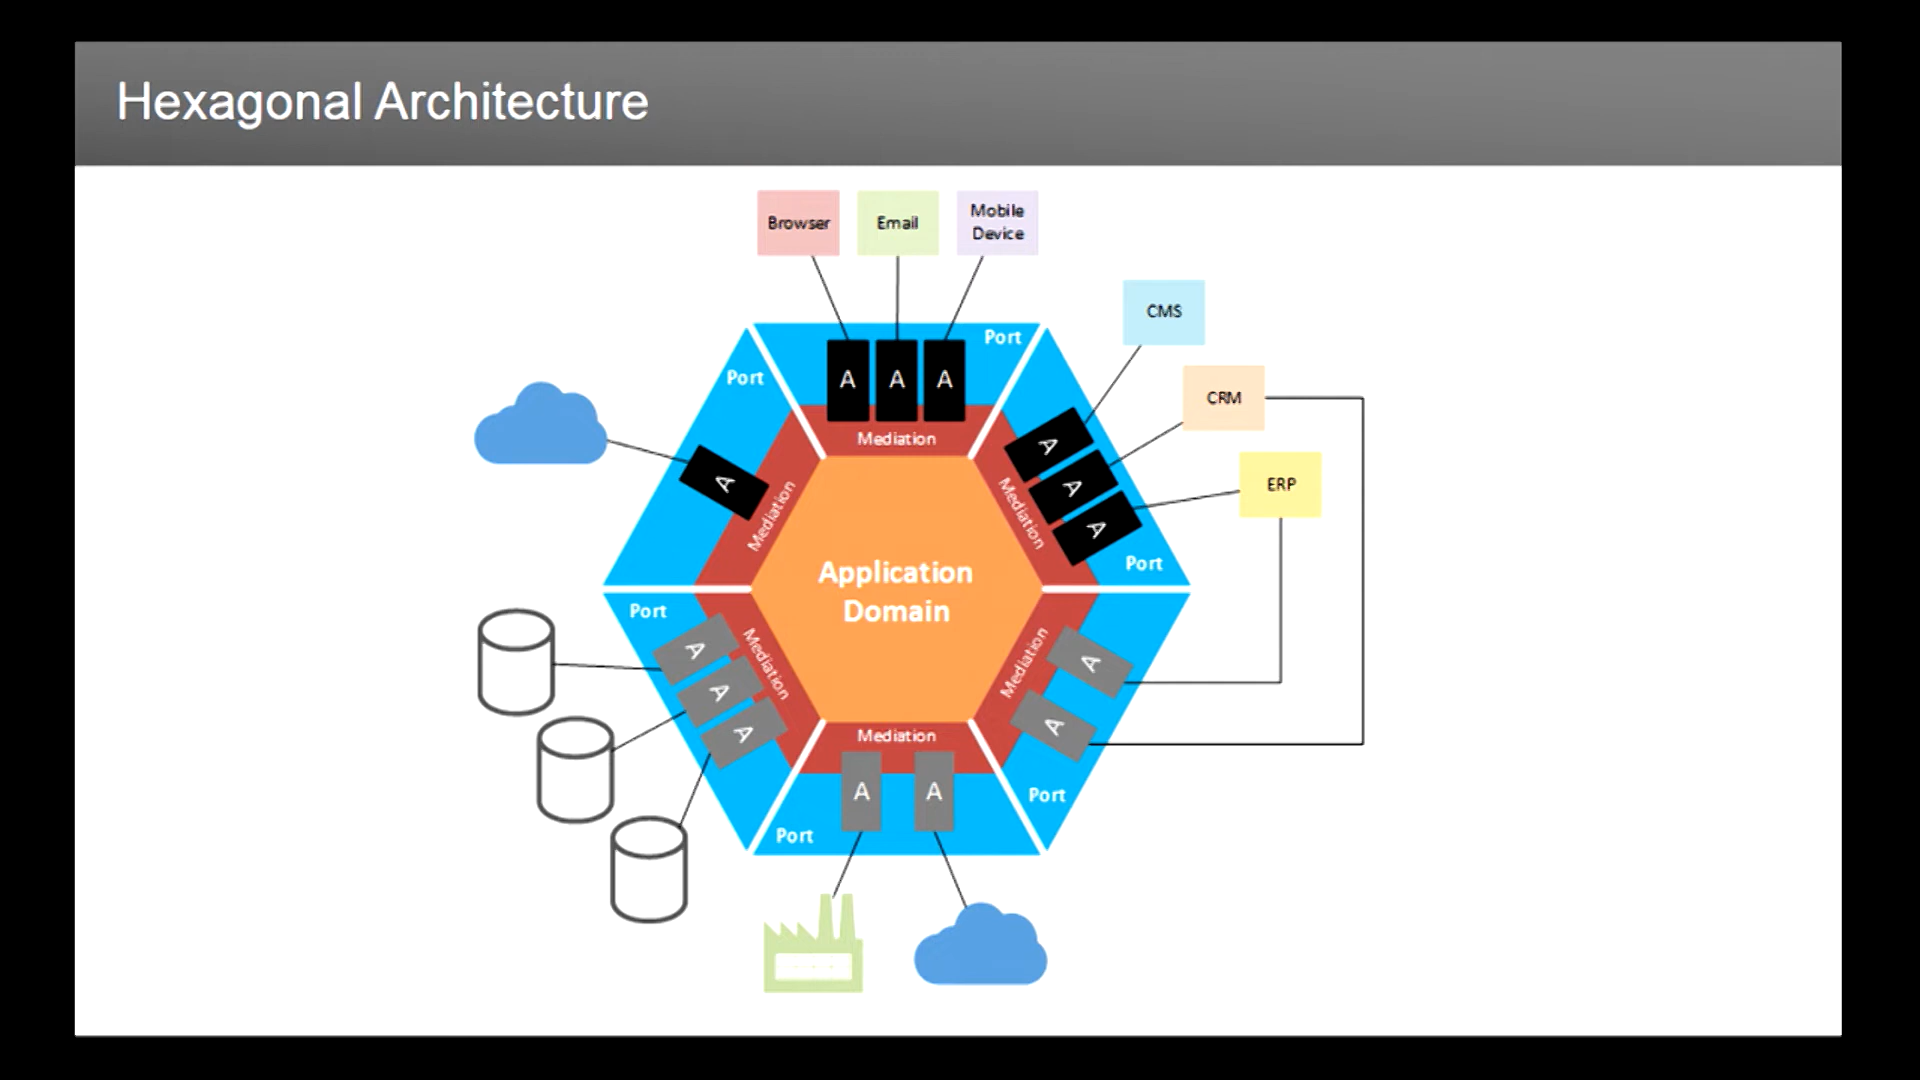 Hexagonal Architecture
Browser
Email
Mobile
Device
CMS
CRM
ERP
Port
A A A
Mediation
Port
A
Mediation
A
A
A
Mediation
Port
Application
Domain
Port
A
A
A
Mediation
A
A
Mediation
Port
Mediation
A A
Port